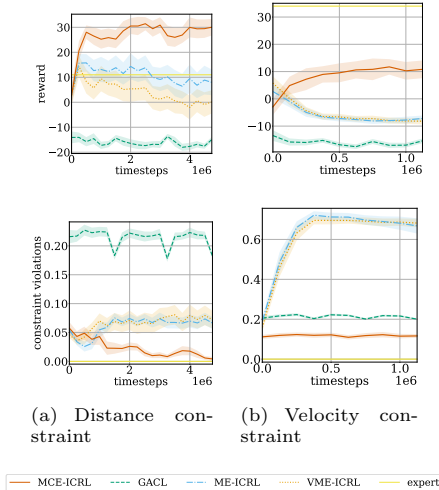 30
20
10
0
−10
−20
reward
0
2
4
timesteps
1e6
30
20
10
0
−10
0.0
0.5
1.0
timesteps
1e6
0.20
0.15
0.10
0.05
0.00
constraint violations
0
2
4
timesteps
1e6
0.6
0.4
0.2
0.0
0.0
0.5
1.0
timesteps
1e6
(a) Distance con-
straint
(b) Velocity con-
straint
MCE-ICRL GACL ME-ICRL VME-ICRL expert